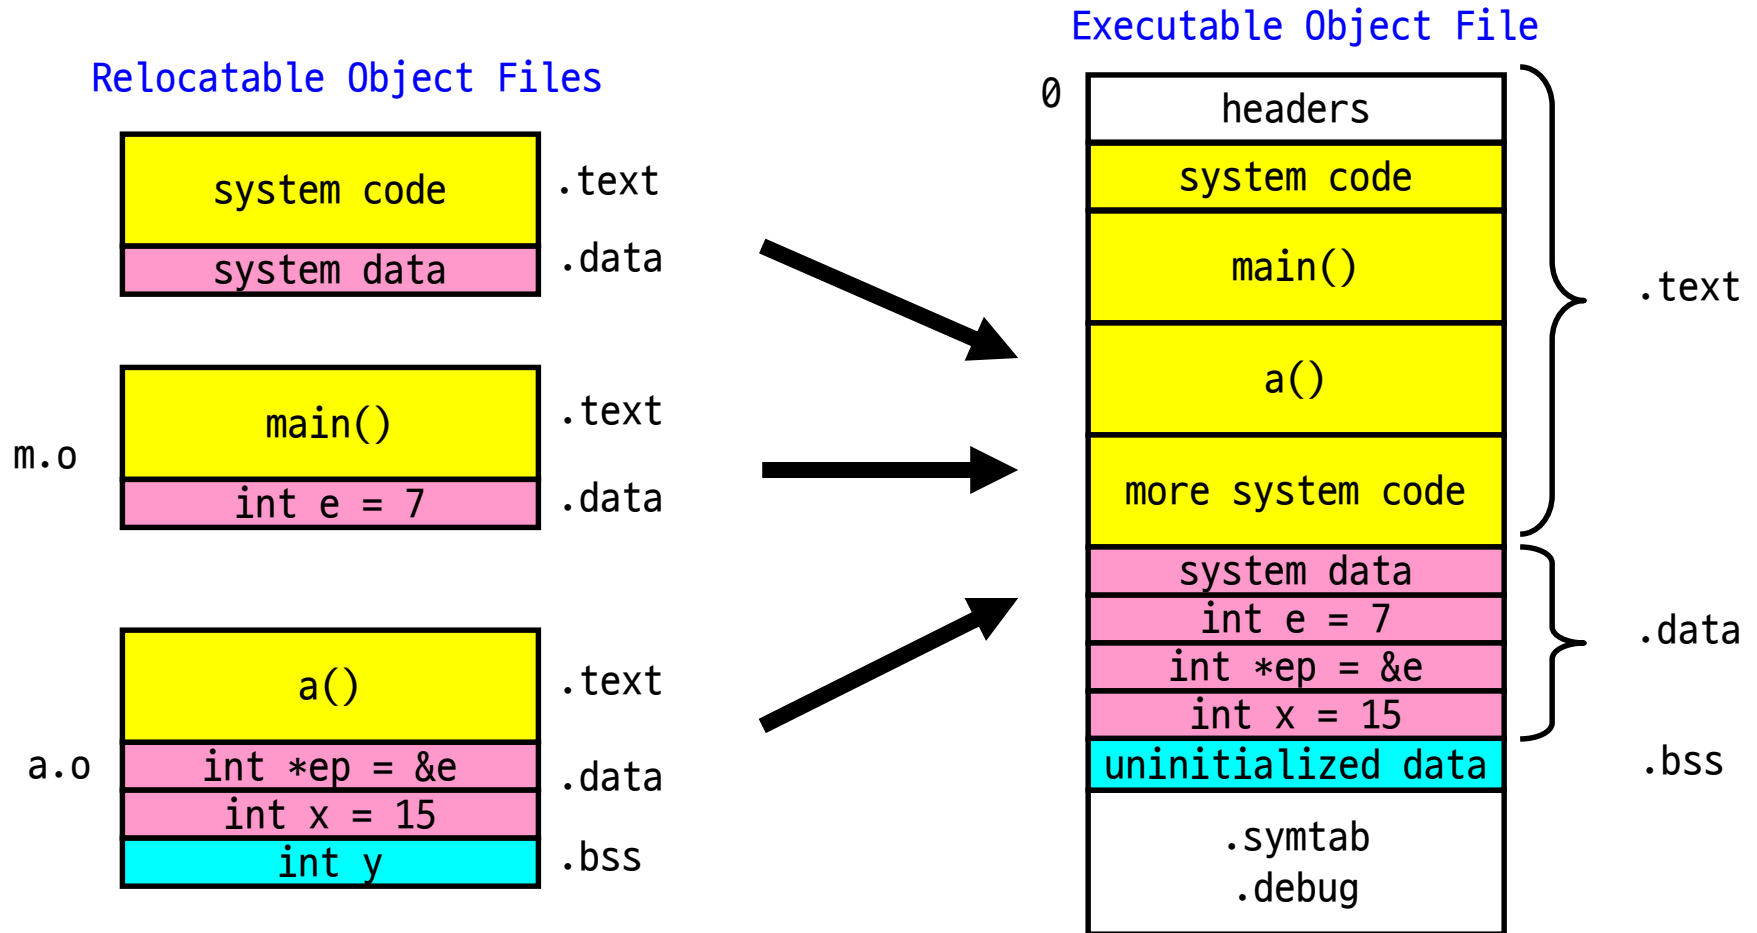 Relocatable Object Files
system code
.text
system data
.data
m.o
main()
.text
int e = 7
.data
a.o
a()
.text
int *ep = &e
.data
int x = 15
int y
.bss
Executable Object File
0
headers
system code
main()
a()
more system code
.text
system data
int e = 7
int *ep = &e
int x = 15
.data
uninitialized data
.bss
.symtab
.debug